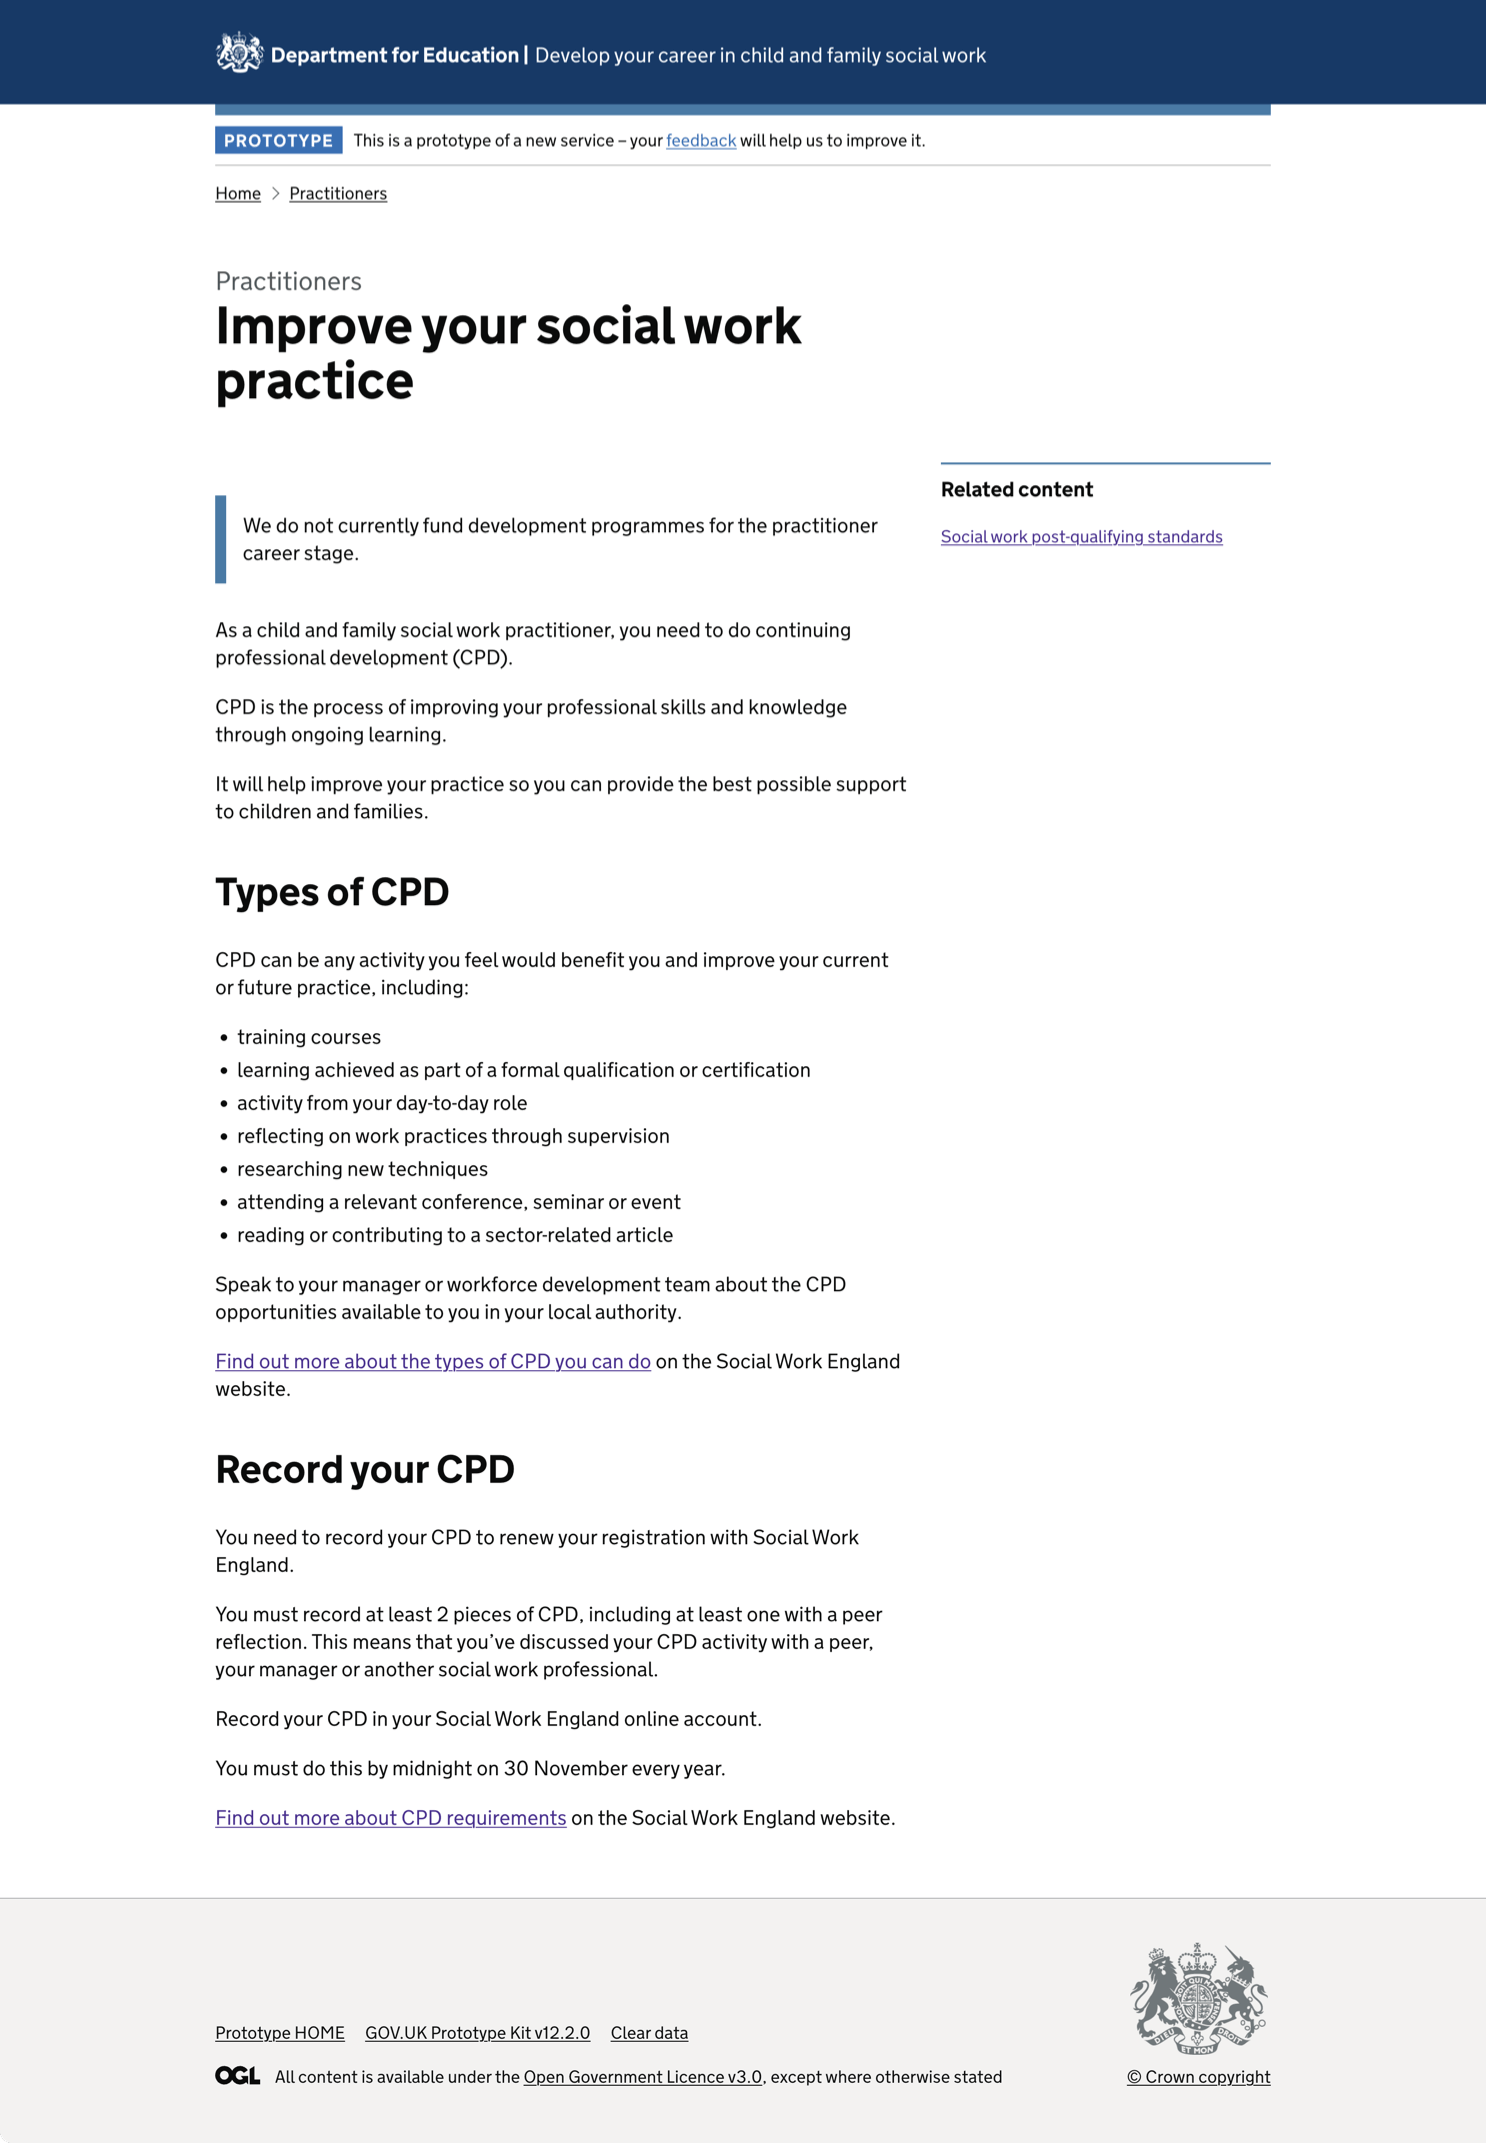 Department for Education | Develop your career in child and family social work
PROTOTYPE This is a prototype of a new service – your feedback will help us to improve it.
Home > Practitioners
Practitioners
Improve your social work
practice
We do not currently fund development programmes for the practitioner
career stage.
Related content
Social work post-qualifying standards
As a child and family social work practitioner, you need to do continuing
professional development (CPD).
CPD is the process of improving your professional skills and knowledge
through ongoing learning.
It will help improve your practice so you can provide the best possible support
to children and families.
Types of CPD
CPD can be any activity you feel would benefit you and improve your current
or future practice, including:
• training courses
• learning achieved as part of a formal qualification or certification
• activity from your day-to-day role
• reflecting on work practices through supervision
• researching new techniques
• attending a relevant conference, seminar or event
• reading or contributing to a sector-related article
Speak to your manager or workforce development team about the CPD
opportunities available to you in your local authority.
Find out more about the types of CPD you can do on the Social Work England
website.
Record your CPD
You need to record your CPD to renew your registration with Social Work
England.
You must record at least 2 pieces of CPD, including at least one with a peer
reflection. This means that you’ve discussed your CPD activity with a peer,
your manager or another social work professional.
Record your CPD in your Social Work England online account.
You must do this by midnight on 30 November every year.
Find out more about CPD requirements on the Social Work England website.
Prototype HOME GOV.UK Prototype Kit v12.2.0 Clear data
OGL All content is available under the Open Government Licence v3.0, except where otherwise stated
© Crown copyright